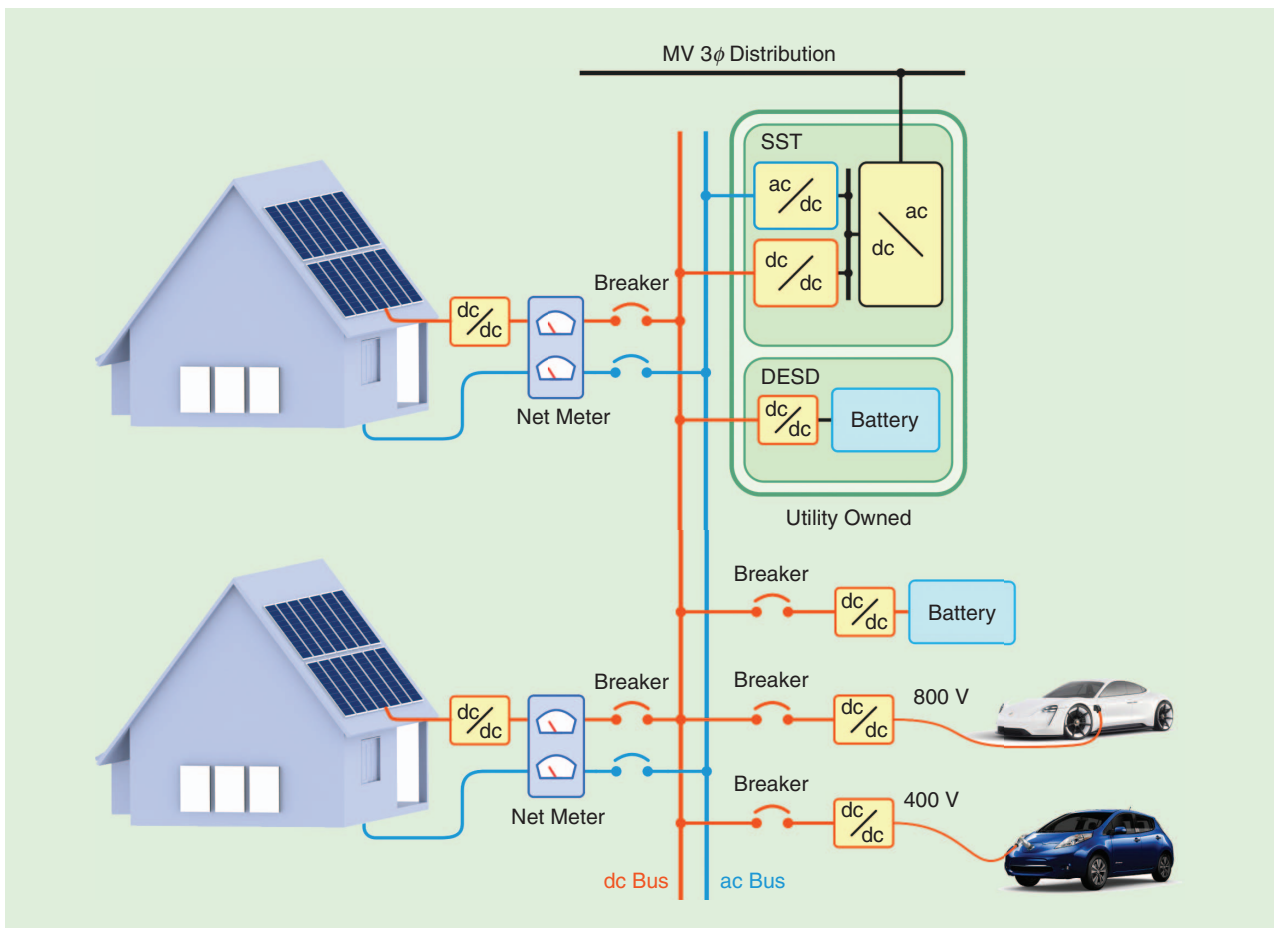 MV 3ϕ Distribution
SST
ac/dc
ac/dc
dc/dc
Breaker
dc/dc
Net Meter
DESD
dc/dc
Battery
Utility Owned
Breaker
dc/dc
Battery
Breaker
dc/dc
Net Meter
Breaker
dc/dc
800 V
Breaker
dc/dc
400 V
dc Bus
ac Bus